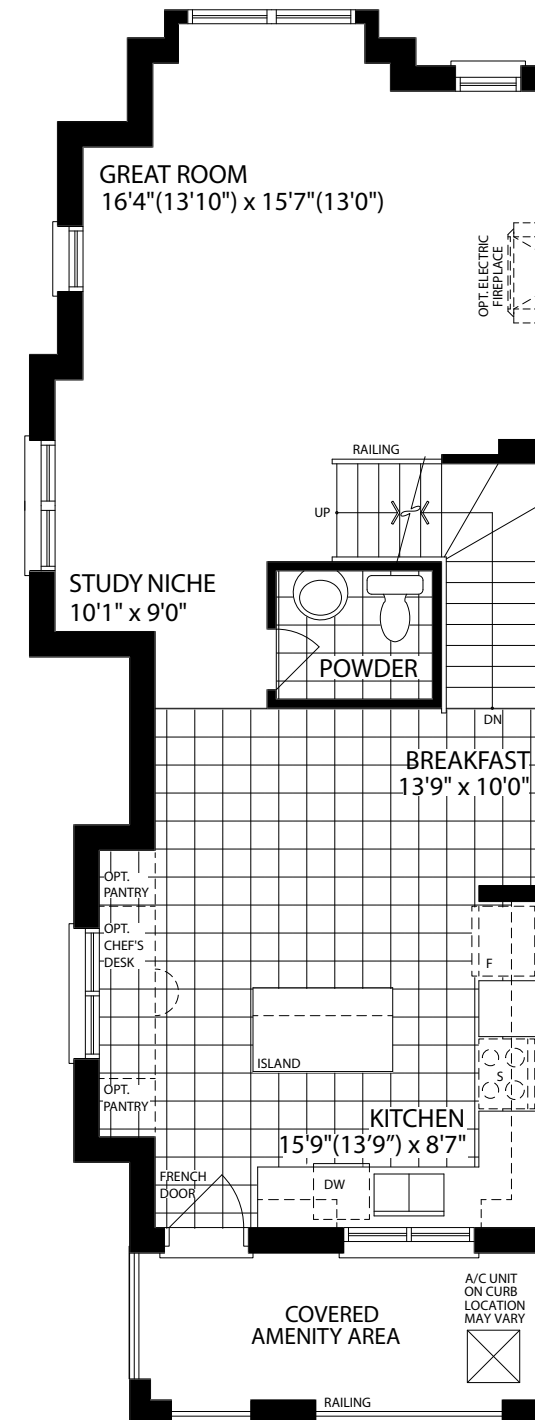 GREAT ROOM
16'4"(13'10") x 15'7"(13'0")
OPT. ELECTRIC
FIREPLACE
RAILING
UP
STUDY NICHE
10'1" x 9'0"
POWDER
DN
BREAKFAST
13'9" x 10'0"
OPT.
PANTRY
OPT.
CHEF'S
DESK
F
ISLAND
S
OPT.
PANTRY
KITCHEN
15'9"(13'9") x 8'7"
FRENCH
DOOR
DW
A/C UNIT
ON CURB
LOCATION
MAY VARY
COVERED
AMENITY AREA
RAILING